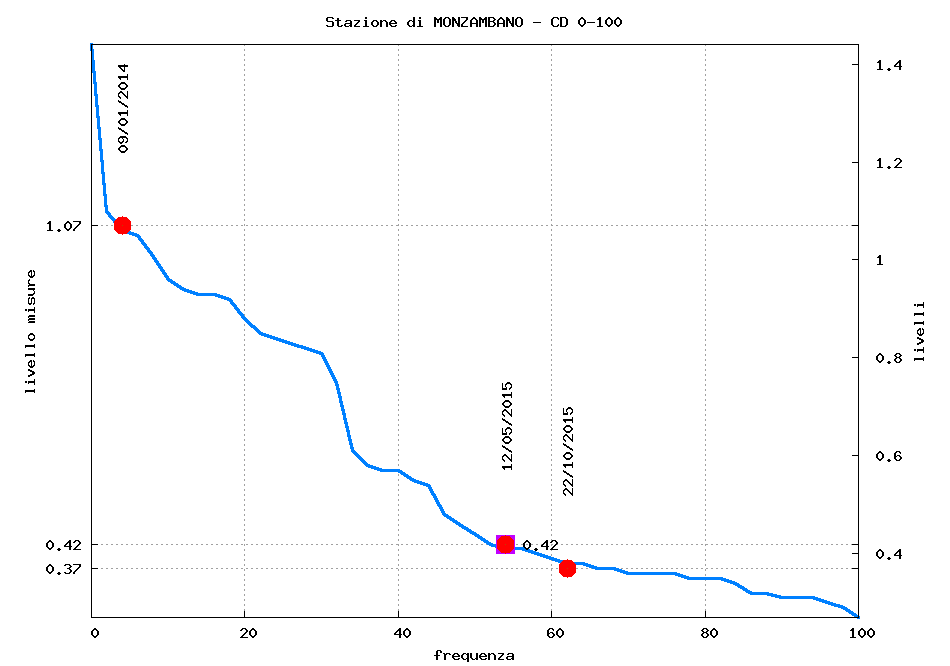 Stazione di MONZAMBANO - CD 0-100
09/01/2014
12/05/2015
22/10/2015
0.42
livello misure
1.07
0.42
0.37
1.4
1.2
1
0.8
0.6
0.4
livelli
0 20 40 60 80 100
frequenza